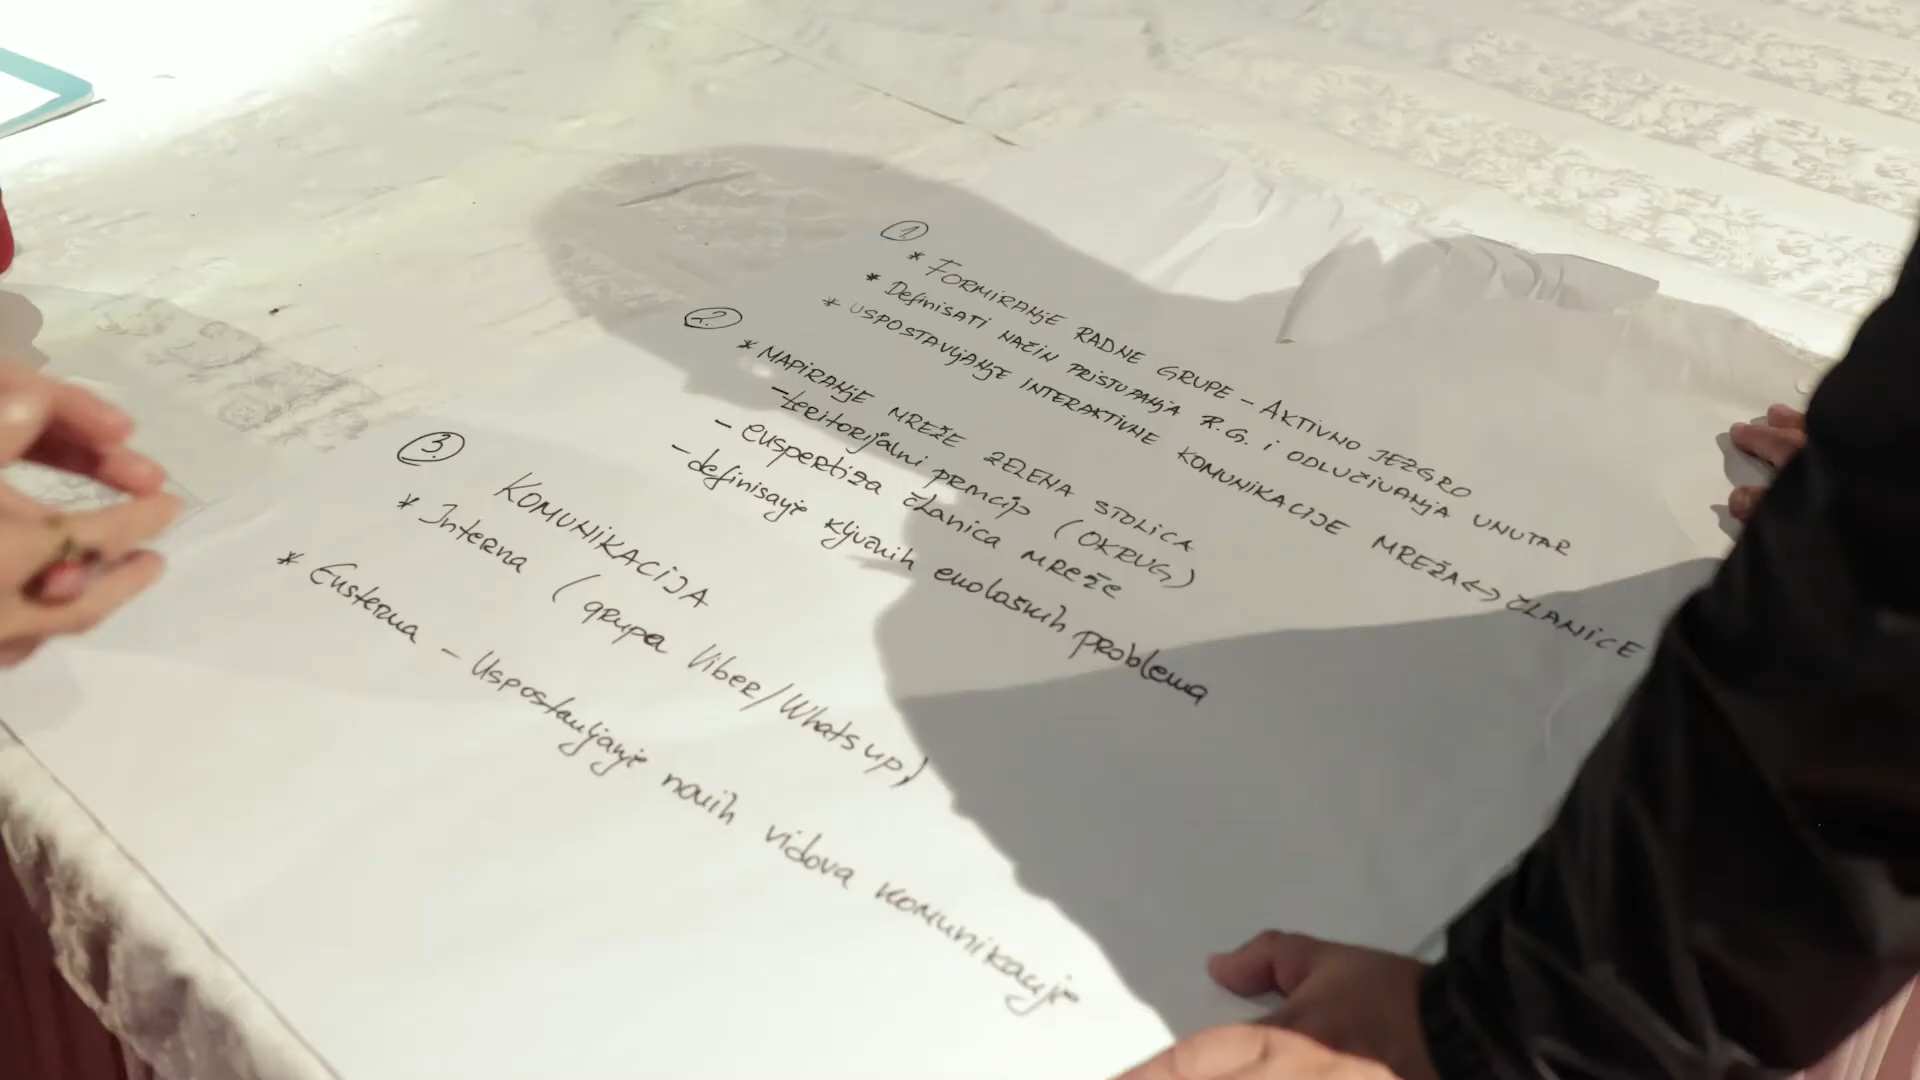 1.
* FORMIRANJE RADNE GRUPE – AKTIVNO JEZGRO
* Definisati način pristupanja R.G. i odlučivanja unutar
* uspostavljanje interaktivne komunikacije mreža <-> članice
2.
* MAPIRANJE MREŽE ZELENA STOLICA
- teritorijalni princip (OKRUG)
- ekspertiza članica mreže
- definisanje ključnih ekoloških problema
3.
KOMUNIKACIJA
* Interna (grupa Viber/Whats up)
* Eksterna – Uspostavljanje novih vidova komunikacije